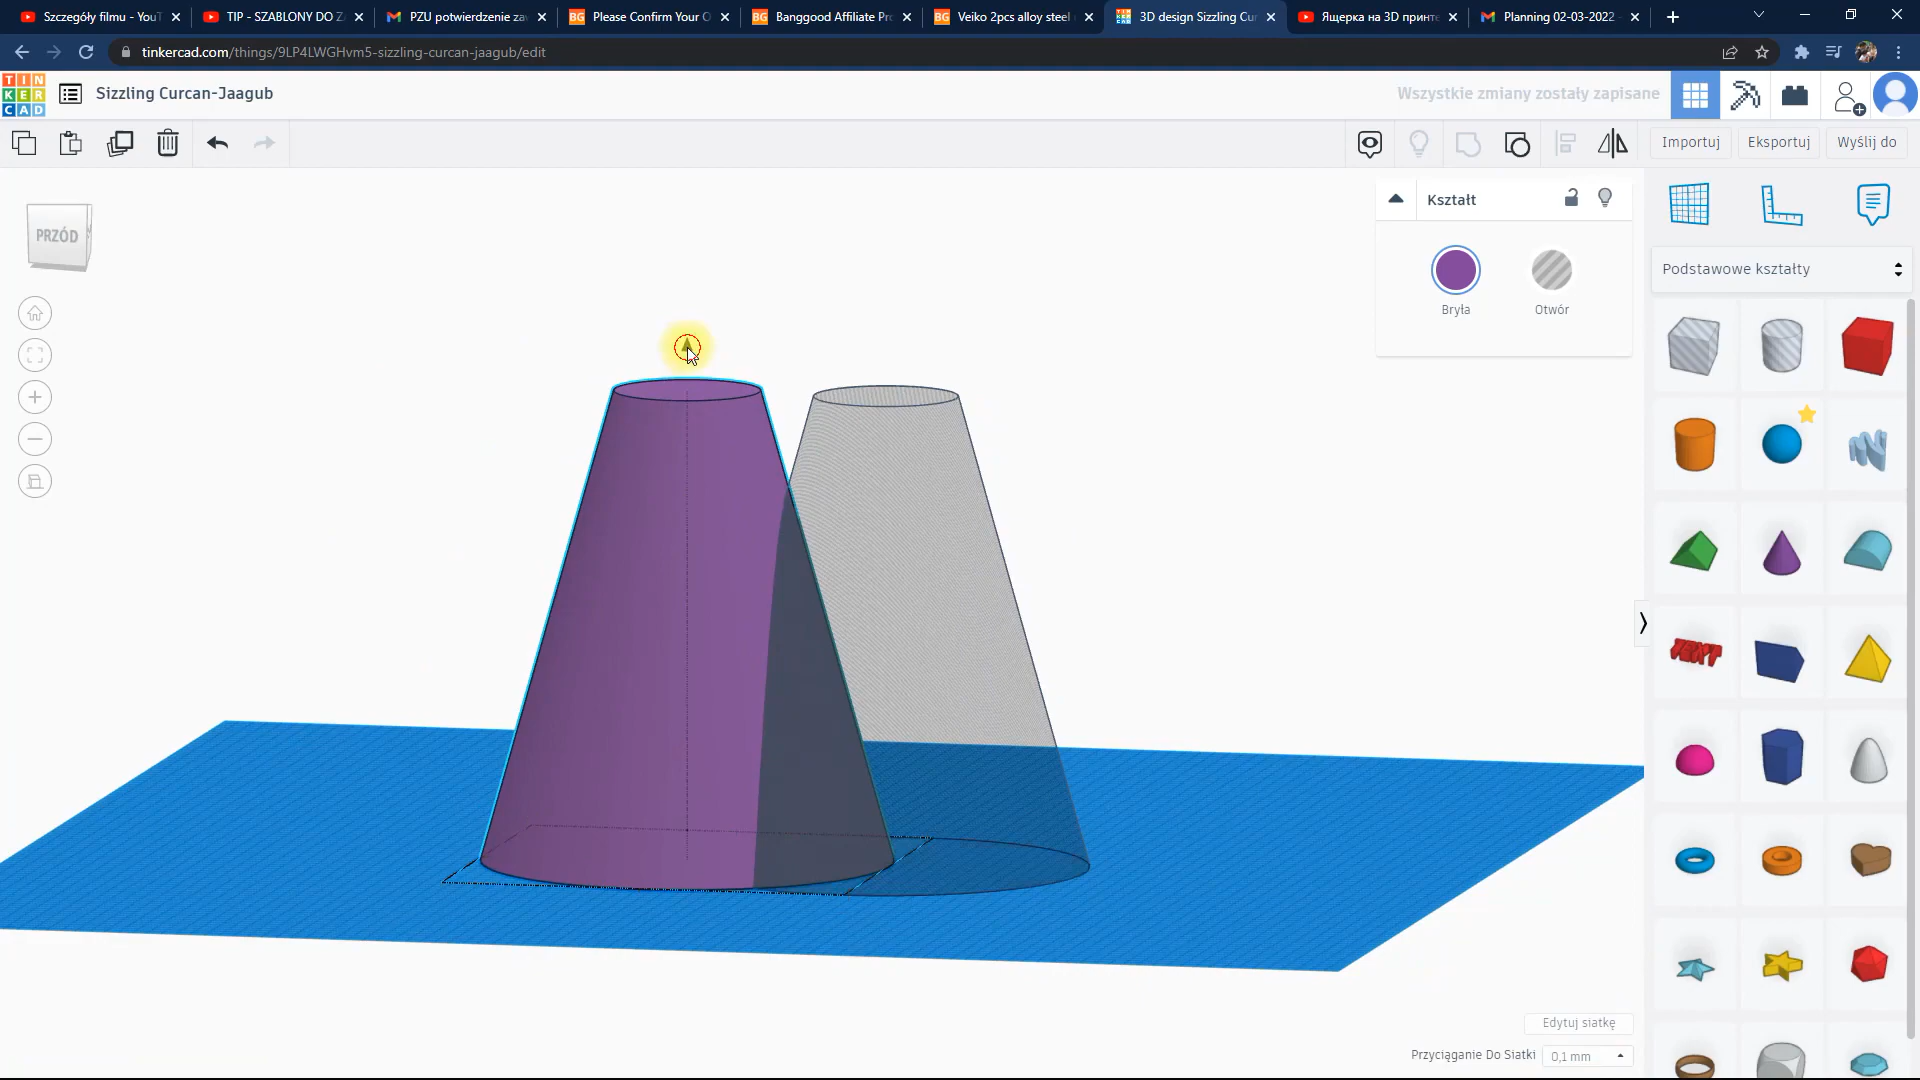 Szczegóły filmu - YouT
TIP - SZABLONY DO Z
PZU potwierdzenie za
Please Confirm Your O
Banggood Affiliate Pr
Veiko 2pcs alloy steel
3D design Sizzling Cur
Ящерка на 3D принте
Planning 02-03-2022 -
tinkercad.com/things/9LP4LWGHvm5-sizzling-curcan-jaagub/edit
TIN
KER
CAD
Sizzling Curcan-Jaagub
Wszystkie zmiany zostały zapisane
Importuj
Eksportuj
Wyślij do
PRZÓD
Kształt
Bryła
Otwór
Podstawowe kształty
TEXT
Edytuj siatkę
Przyciąganie Do Siatki
0,1 mm